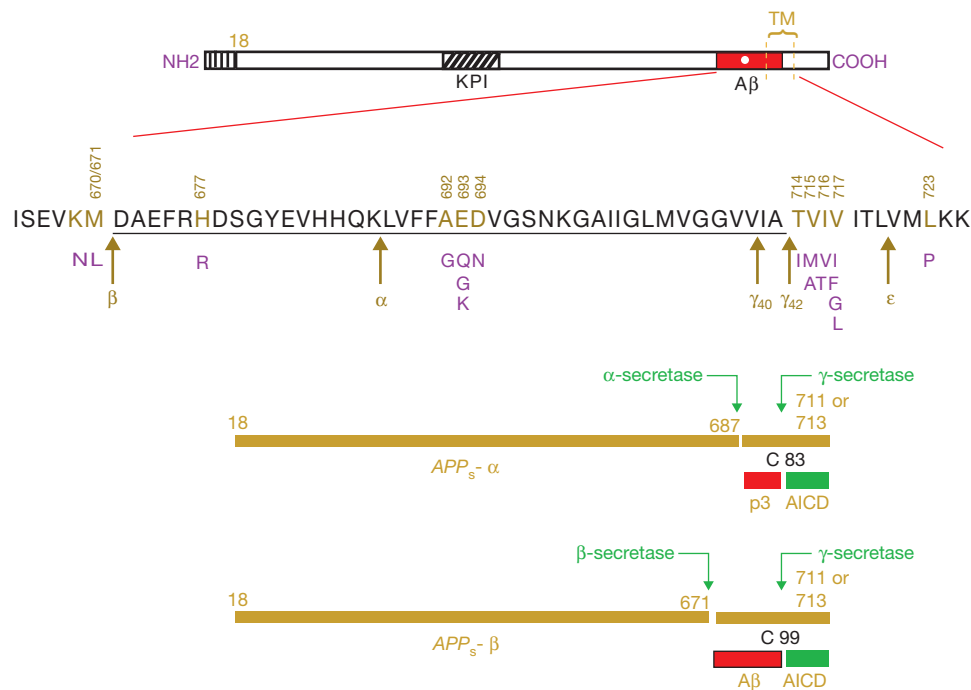 TM
18
NH2
COOH
KPI
Aβ
670/671
677
692
693
694
714
715
716
717
723
ISEVKM DAEFRHDSGYEVHHQKLVFFAEDVGSNKGAIIGLMVGGVVIA TVIV ITLVMLKK
NL
R
GQN
IMVI
P
β
α
G
γ40
γ42
ATF
ε
K
G
L
α-secretase
γ-secretase
711 or
18
687
713
APPs- α
C 83
p3
AICD
β-secretase
γ-secretase
711 or
18
671
713
APPs- β
C 99
Aβ
AICD